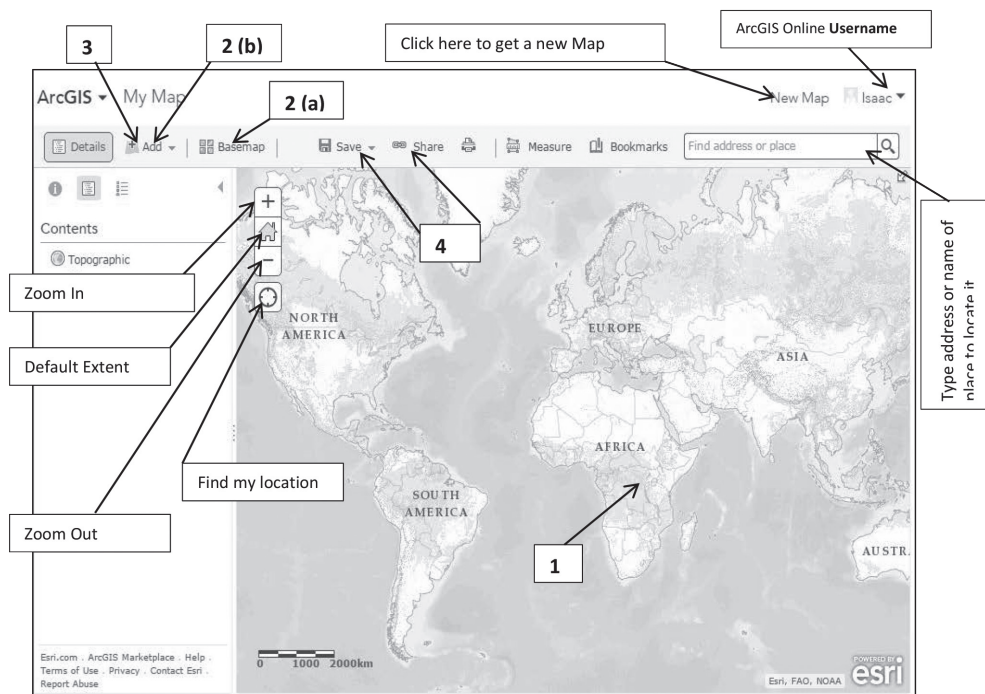 3
2 (b)
Click here to get a new Map
ArcGIS Online Username
2 (a)
ArcGIS My Map
New Map Isaac
Details Add Basemap Save Share Measure Bookmarks Find address or place
Contents
Topographic
Zoom In
Default Extent
Find my location
Zoom Out
4
1
Type address or name of
place to locate it
NORTH
AMERICA
EUROPE
ASIA
AFRICA
SOUTH
AMERICA
AUSTR.
0 1000 2000km
Esri.com . ArcGIS Marketplace . Help .
Terms of Use . Privacy . Contact Esri .
Report Abuse
Esri, FAO, NOAA
POWERED BY
esri